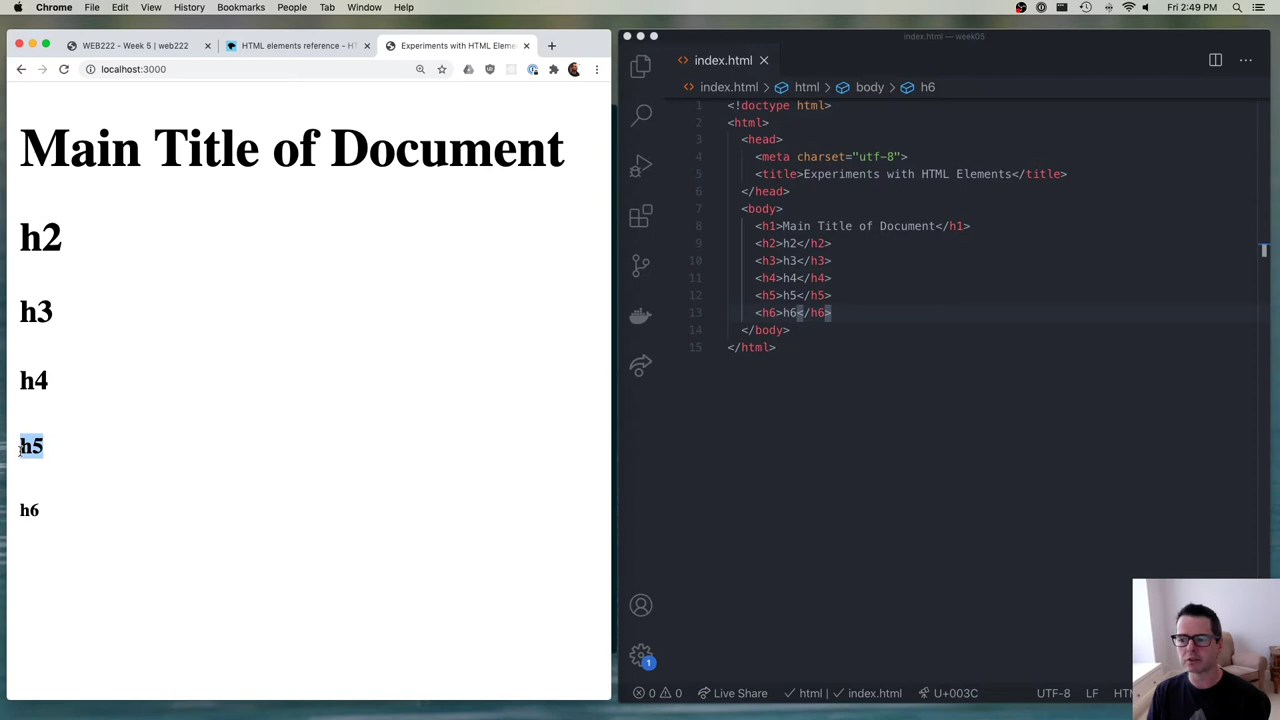 Chrome File Edit View History Bookmarks People Tab Window Help Fri 2:49 PM
WEB222 - Week 5 | web222
HTML elements reference - HT
Experiments with HTML Eleme
localhost:3000
Main Title of Document
h2
h3
h4
h5
h6
index.html — week05
index.html
index.html > html > body > h6
1 <!doctype html>
2 <html>
3 <head>
4 <meta charset="utf-8">
5 <title>Experiments with HTML Elements</title>
6 </head>
7 <body>
8 <h1>Main Title of Document</h1>
9 <h2>h2</h2>
10 <h3>h3</h3>
11 <h4>h4</h4>
12 <h5>h5</h5>
13 <h6>h6</h6>
14 </body>
15 </html>
1
0 0 Live Share html | index.html U+003C UTF-8 LF HTM